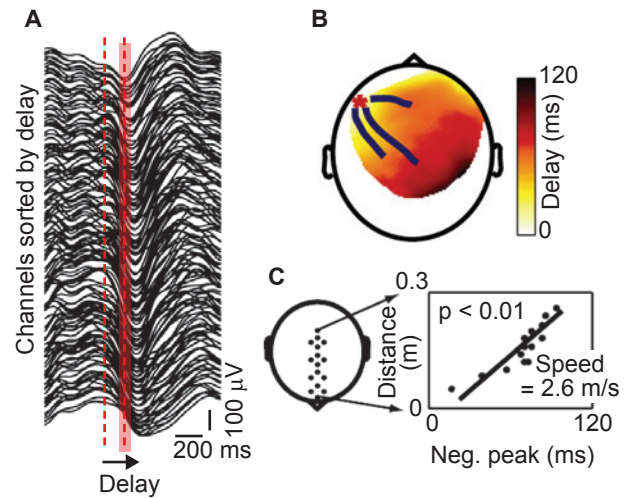 A
Channels sorted by delay
100 µV
200 ms
Delay
B
*
120
Delay (ms)
0
C
0.3
Distance
(m)
0
p < 0.01
Speed
= 2.6 m/s
120
Neg. peak (ms)